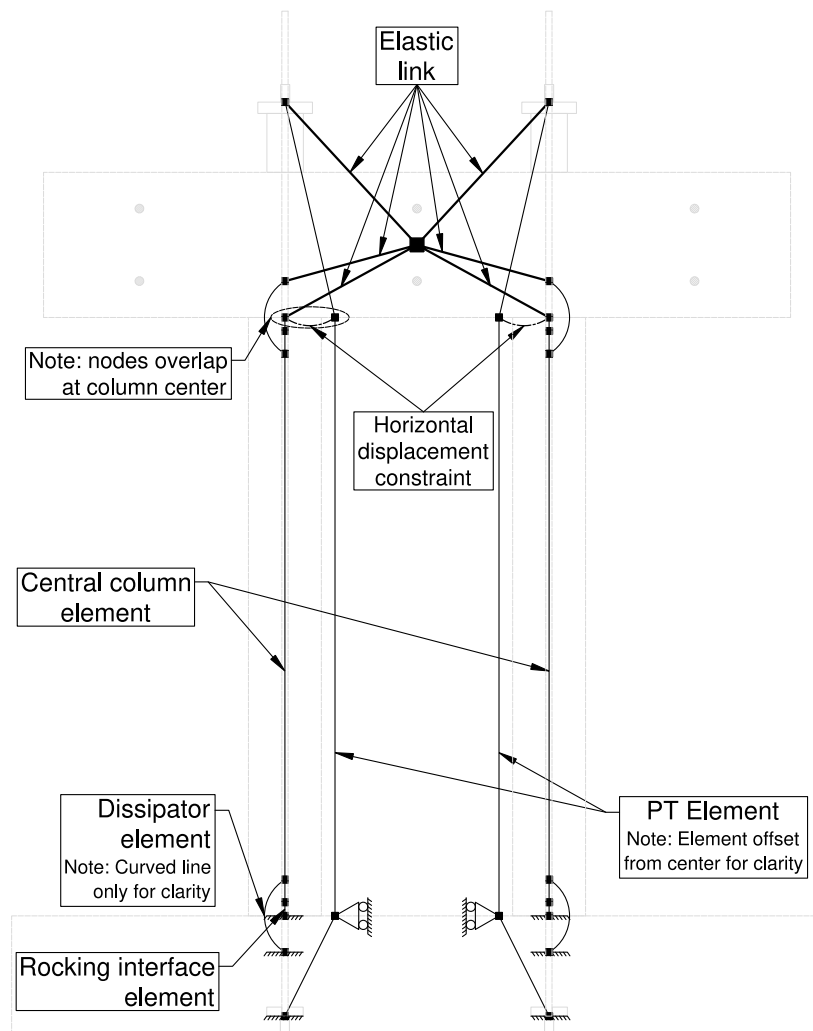 Elastic
link
Note: nodes overlap
at column center
Horizontal
displacement
constraint
Central column
element
Dissipator
element
Note: Curved line
only for clarity
PT Element
Note: Element offset
from center for clarity
Rocking interface
element